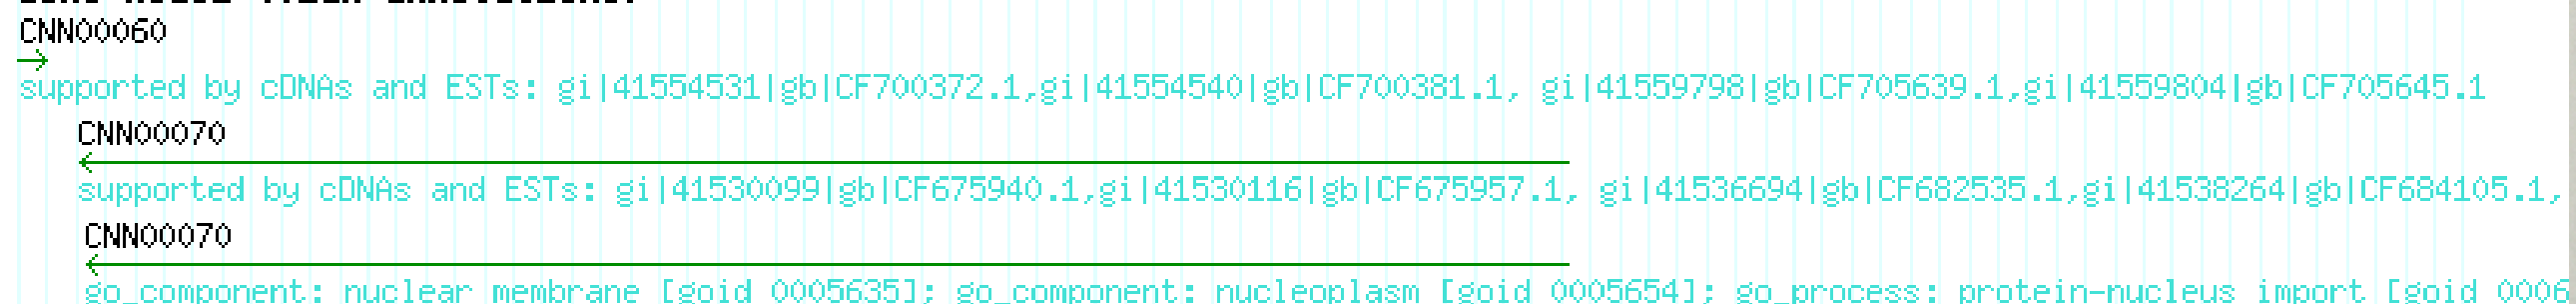 CNN00060
supported by cDNAs and ESTs: gi|41554531|gb|CF700372.1,gi|41554540|gb|CF700381.1, gi|41559798|gb|CF705639.1,gi|41559804|gb|CF705645.1
CNN00070
supported by cDNAs and ESTs: gi|41530099|gb|CF675940.1,gi|41530116|gb|CF675957.1, gi|41536694|gb|CF682535.1,gi|41538264|gb|CF684105.1,
CNN00070
go_component: nuclear membrane [goid 0005635]; go_component: nucleoplasm [goid 0005654]; go_process: protein-nucleus import [goid 0006